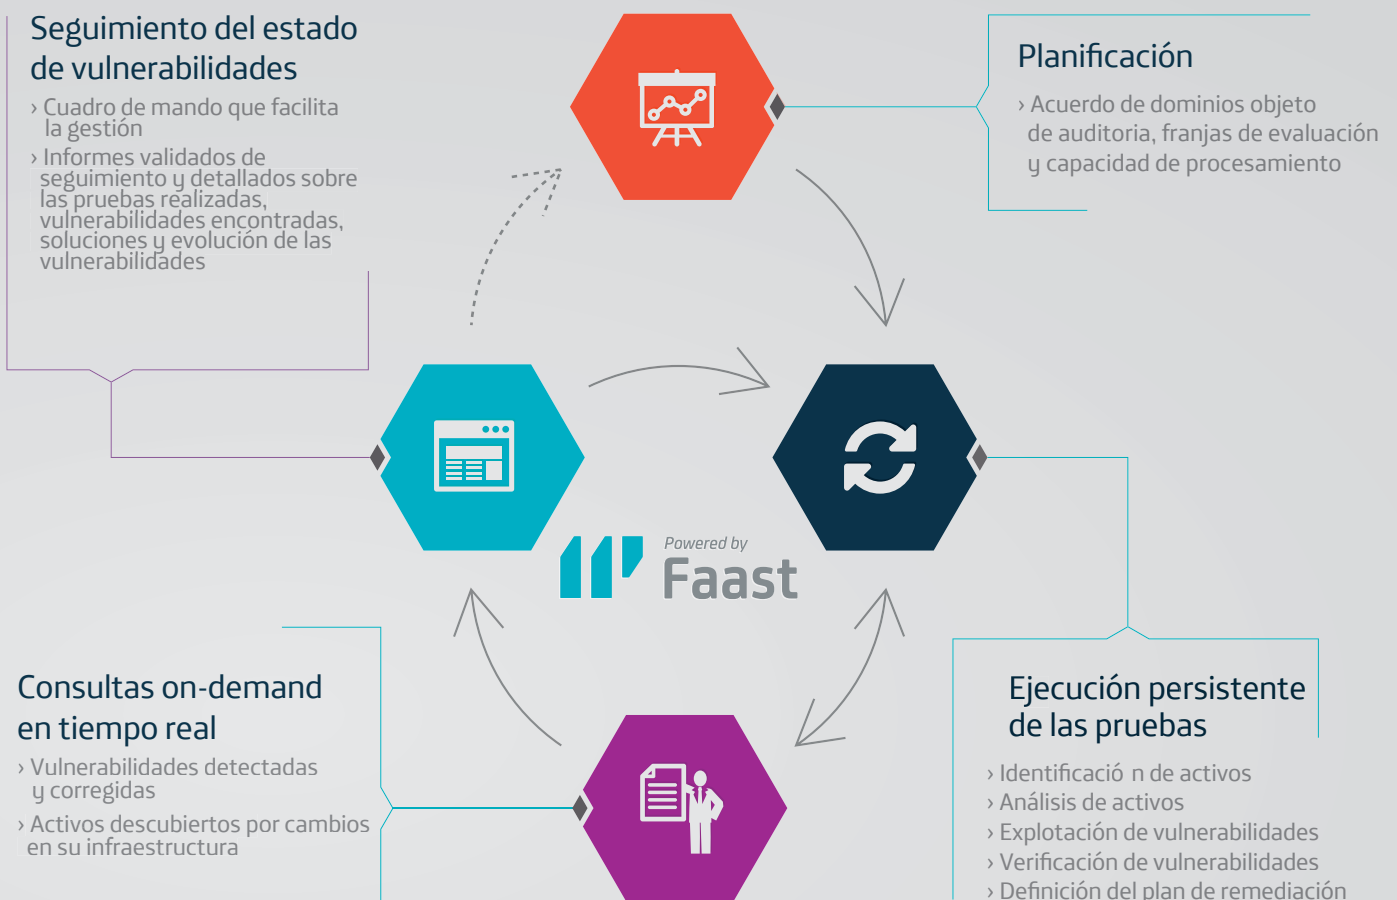 Seguimiento del estado
de vulnerabilidades
› Cuadro de mando que facilita
la gestión
› Informes validados de
seguimiento y detallados sobre
las pruebas realizadas,
vulnerabilidades encontradas,
soluciones y evolución de las
vulnerabilidades
Planificación
› Acuerdo de dominios objeto
de auditoria, franjas de evaluación
y capacidad de procesamiento
Powered by
Faast
Consultas on-demand
en tiempo real
› Vulnerabilidades detectadas
y corregidas
› Activos descubiertos por cambios
en su infraestructura
Ejecución persistente
de las pruebas
› Identificació n de activos
› Análisis de activos
› Explotación de vulnerabilidades
› Verificación de vulnerabilidades
› Definición del plan de remediación